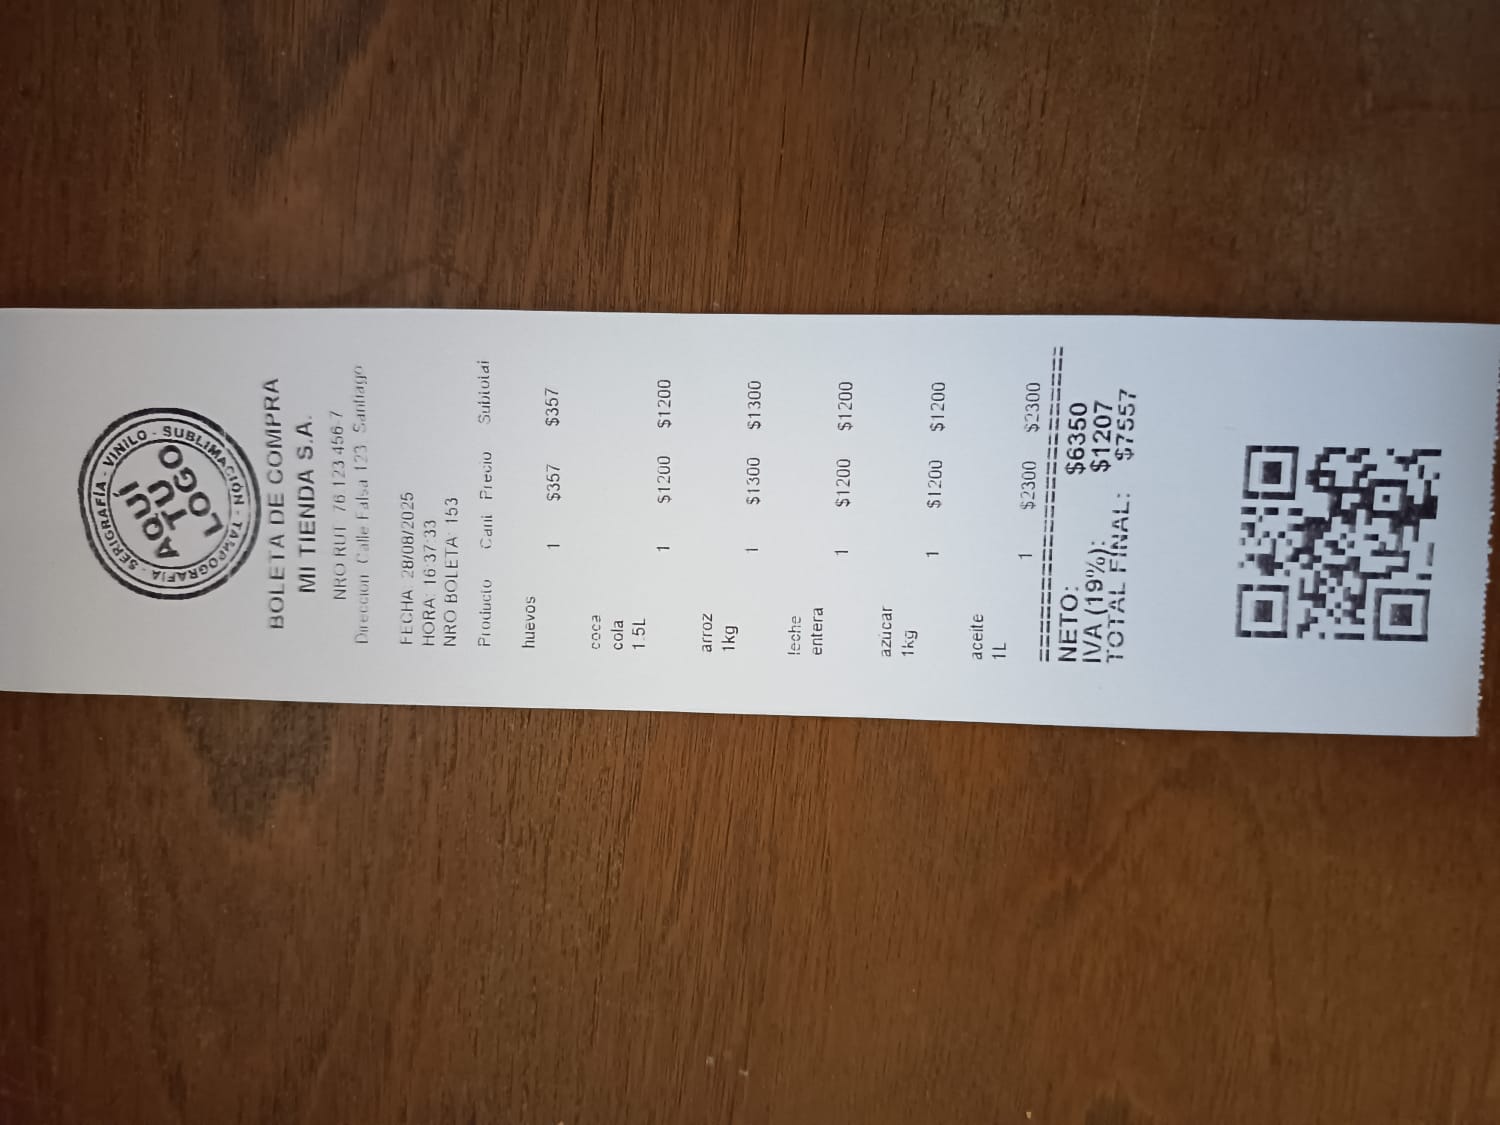 SERIGRAFÍA - VINILO - SUBLIMACIÓN - TAMPOGRAFIA -
AQUÍ
TU
LOGO
BOLETA DE COMPRA
MI TIENDA S.A.
NRO RUT 76 123 456-7
Direccion Calle Falsa 123 Santiago
FECHA: 28/08/2025
HORA: 16:37:33
NRO BOLETA: 153
Producto Cant Precio Subtotal
huevos
1 $357 $357
coca
cola
1.5L
1 $1200 $1200
arroz
1kg
1 $1300 $1300
leche
entera
1 $1200 $1200
azúcar
1kg
1 $1200 $1200
aceite
1L
1 $2300 $2300
================================
NETO: $6350
IVA (19%): $1207
TOTAL FINAL: $7557